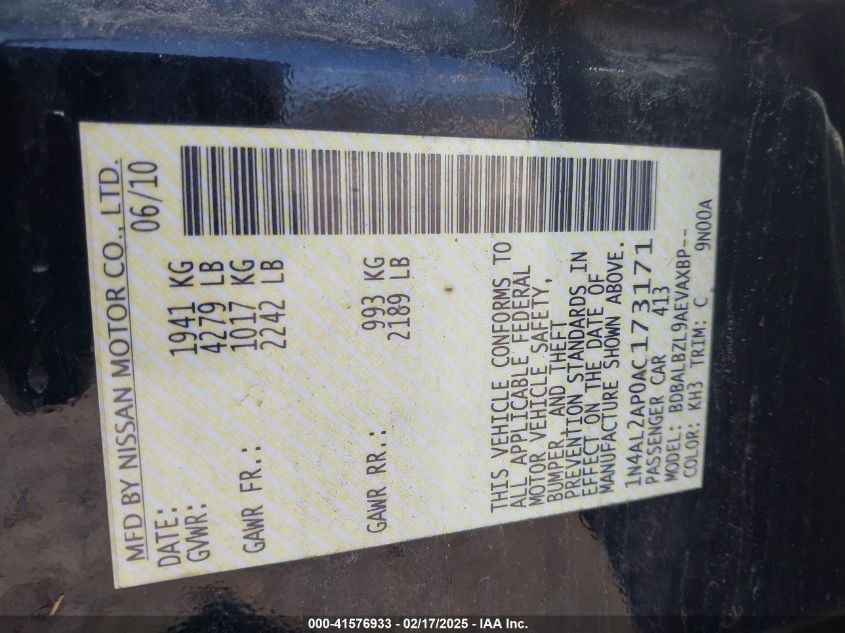 MFD BY NISSAN MOTOR CO., LTD.
DATE: 06/10
GVWR: 1941 KG
4279 LB
GAWR FR.: 1017 KG
2242 LB
GAWR RR.: 993 KG
2189 LB
THIS VEHICLE CONFORMS TO
ALL APPLICABLE FEDERAL
MOTOR VEHICLE SAFETY,
BUMPER, AND THEFT
PREVENTION STANDARDS IN
EFFECT ON THE DATE OF
MANUFACTURE SHOWN ABOVE.
1N4AL2AP0AC173171
PASSENGER CAR 413
MODEL: BDBALBZL9AEVAXBP--
COLOR: KH3 TRIM: C 9N00A
000-41576933 - 02/17/2025 - IAA Inc.